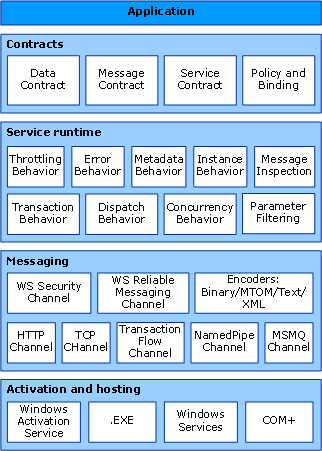 Application
Contracts
Data
Contract
Message
Contract
Service
Contract
Policy and
Binding
Service runtime
Throttling
Behavior
Error
Behavior
Metadata
Behavior
Instance
Behavior
Message
Inspection
Transaction
Behavior
Dispatch
Behavior
Concurrency
Behavior
Parameter
Filtering
Messaging
WS Security
Channel
WS Reliable
Messaging
Channel
Encoders:
Binary/MTOM/Text/
XML
HTTP
Channel
TCP
CHannel
Transaction
Flow
Channel
NamedPipe
Channel
MSMQ
Channel
Activation and hosting
Windows
Activation
Service
.EXE
Windows
Services
COM+